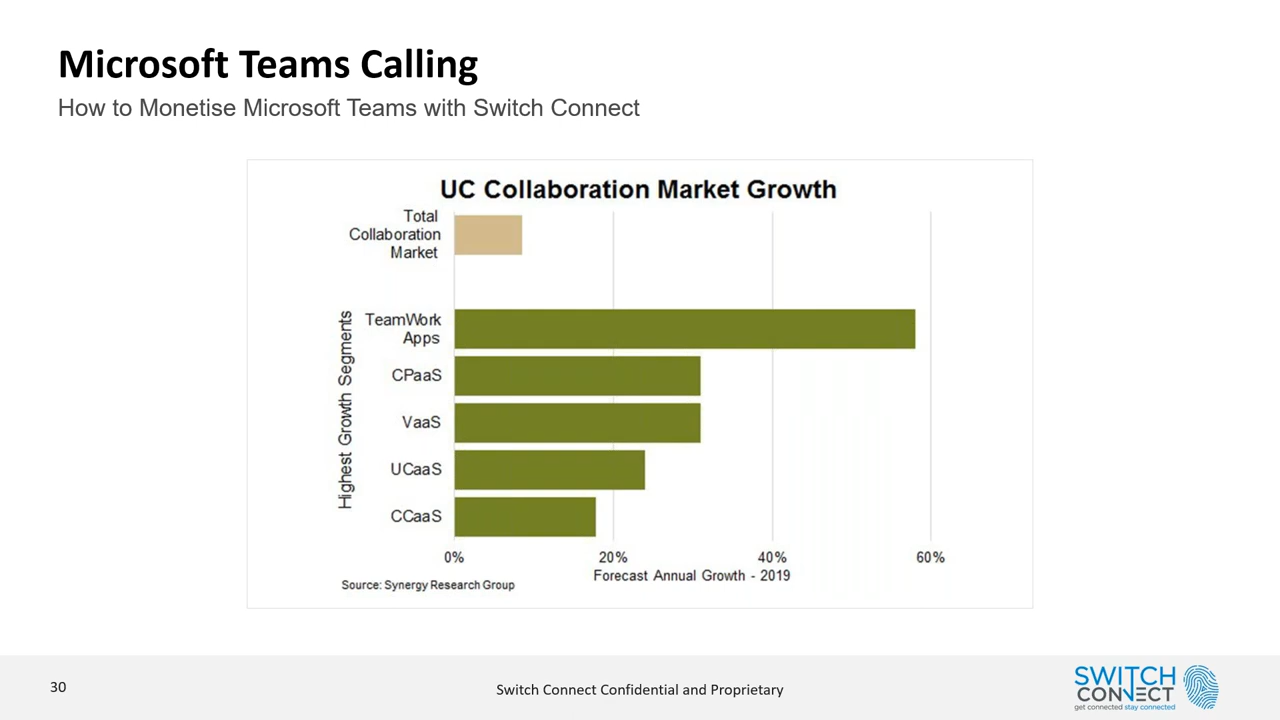 Microsoft Teams Calling
How to Monetise Microsoft Teams with Switch Connect
UC Collaboration Market Growth
Total
Collaboration
Market
Highest Growth Segments
TeamWork
Apps
CPaaS
VaaS
UCaaS
CCaaS
0% 20% 40% 60%
Forecast Annual Growth - 2019
Source: Synergy Research Group
30
Switch Connect Confidential and Proprietary
SWITCH
CONNECT
get connected stay connected